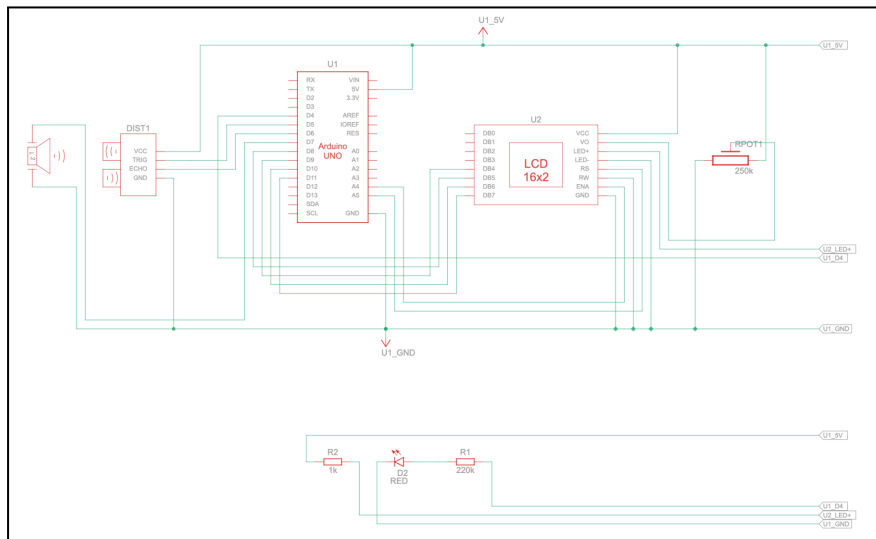 U1_5V
U1_5V
U1
RX
TX
D2
D3
D4
D5
D6
D7
D8
D9
D10
D11
D12
D13
SDA
SCL
VIN
5V
3.3V
AREF
IOREF
RES
A0
A1
A2
A3
A4
A5
GND
Arduino
UNO
DIST1
VCC
TRIG
ECHO
GND
U2
DB0
DB1
DB2
DB3
DB4
DB5
DB6
DB7
LCD
16x2
VCC
VO
LED+
LED-
RS
RW
ENA
GND
RPOT1
250k
U2_LED+
U1_D4
U1_GND
U1_GND
U1_5V
R2
1k
D2
RED
R1
220k
U1_D4
U2_LED+
U1_GND